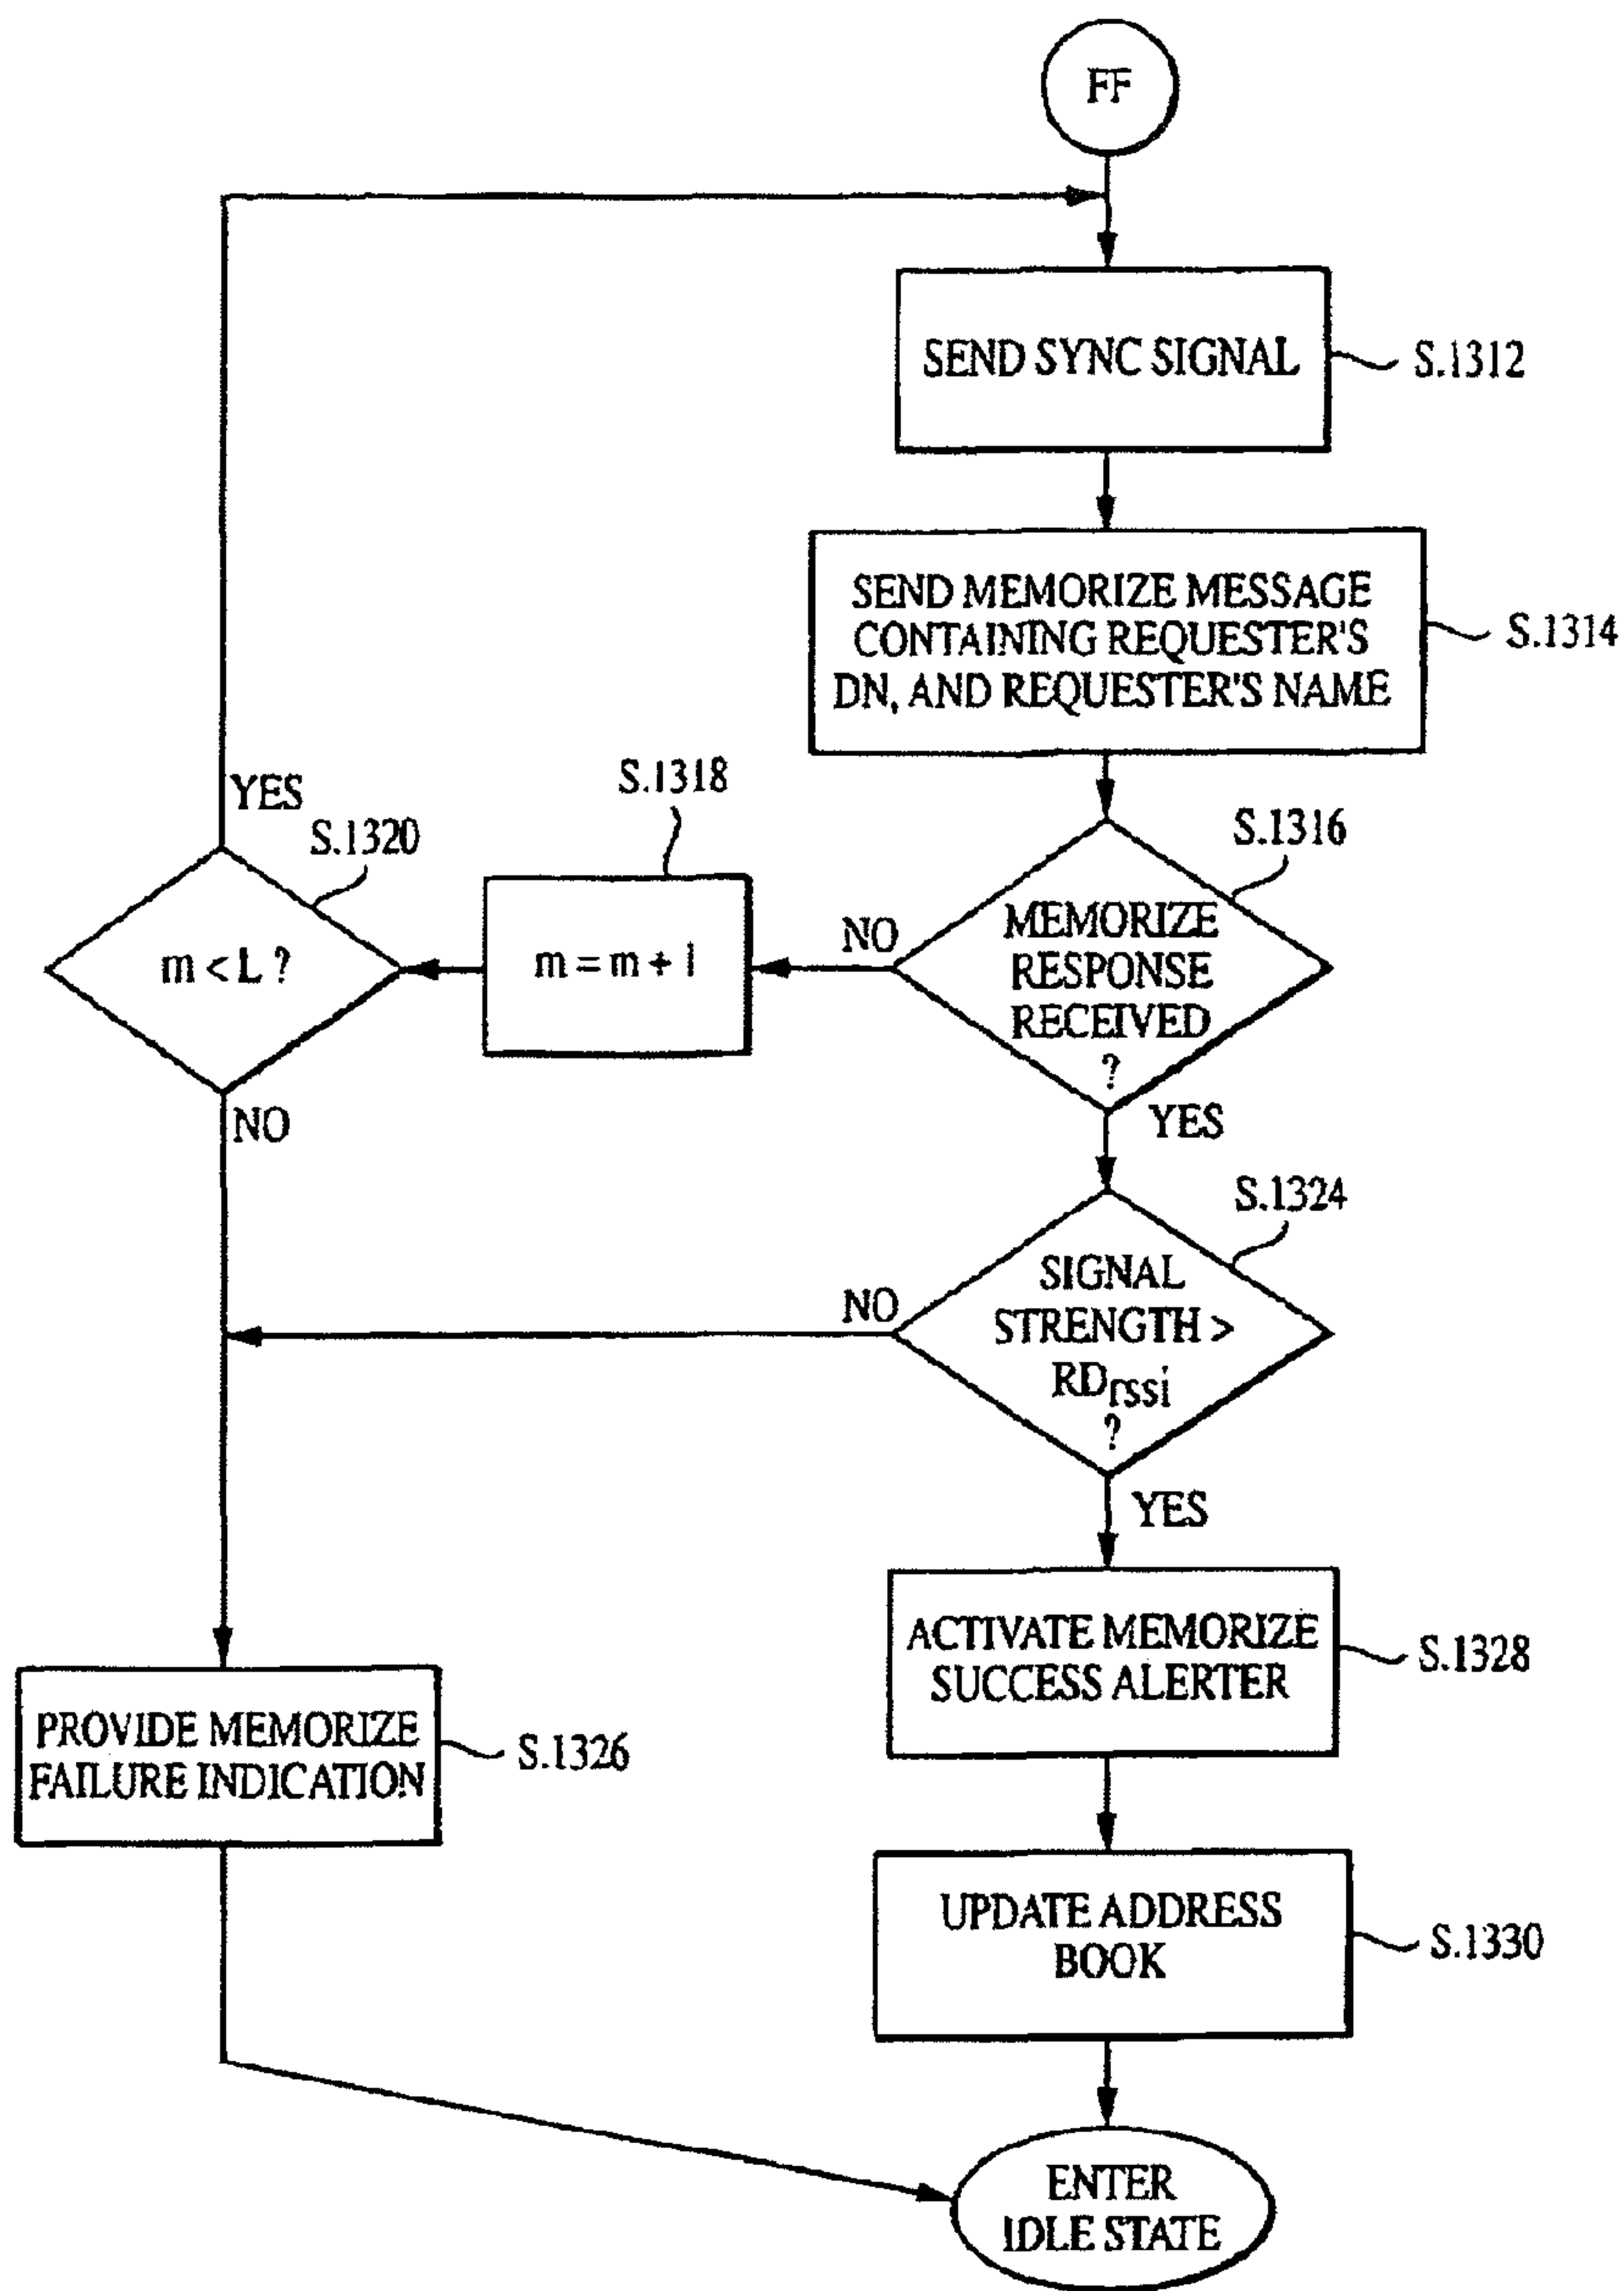 FF
SEND SYNC SIGNAL
S.1312
SEND MEMORIZE MESSAGE
CONTAINING REQUESTER'S
DN, AND REQUESTER'S NAME
S.1314
MEMORIZE
RESPONSE
RECEIVED
?
S.1316
NO
YES
m = m + 1
S.1318
m < L ?
S.1320
YES
NO
SIGNAL
STRENGTH >
RDrssi
?
S.1324
NO
YES
ACTIVATE MEMORIZE
SUCCESS ALERTER
S.1328
PROVIDE MEMORIZE
FAILURE INDICATION
S.1326
UPDATE ADDRESS
BOOK
S.1330
ENTER
IDLE STATE